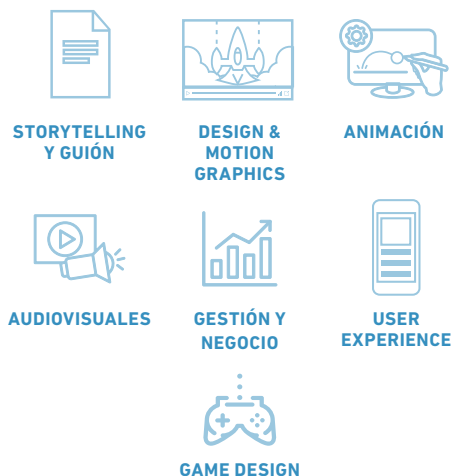 STORYTELLING
Y GUIÓN
DESIGN &
MOTION
GRAPHICS
ANIMACIÓN
AUDIOVISUALES
GESTIÓN Y
NEGOCIO
USER
EXPERIENCE
GAME DESIGN